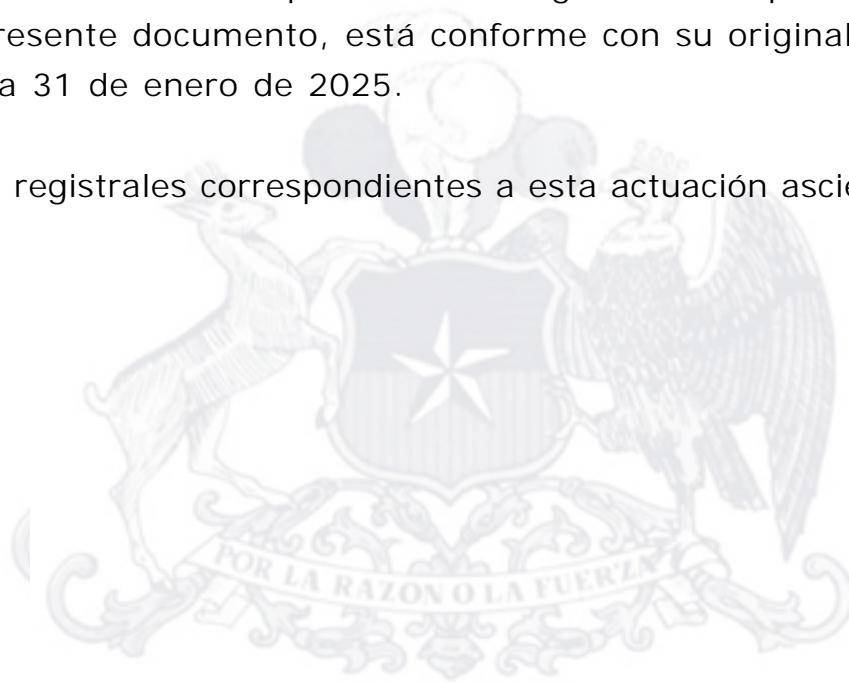 resente documento, está conforme con su original
a 31 de enero de 2025.
registrales correspondientes a esta actuación asci
POR LA RAZON O LA FUERZA